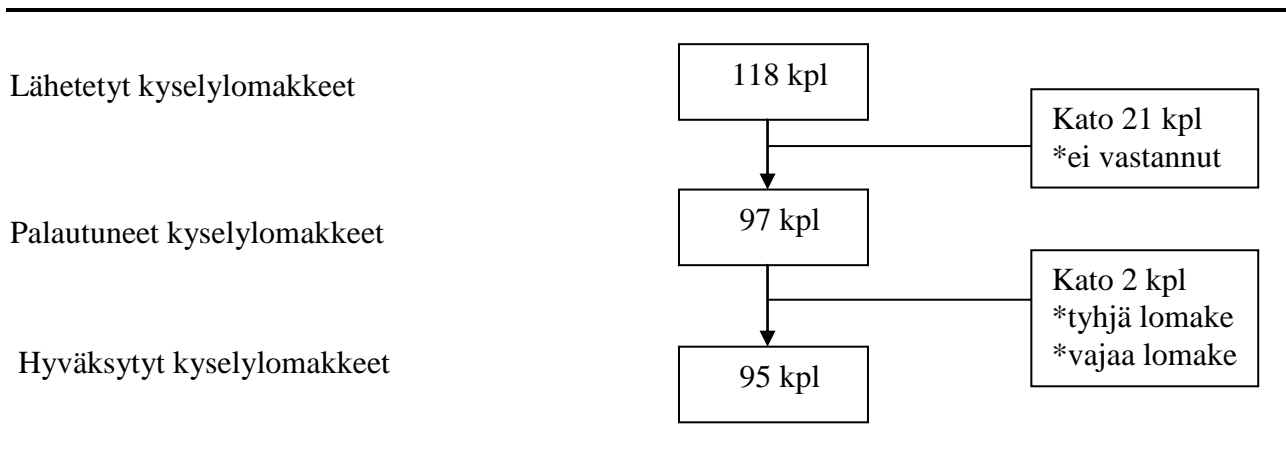 Lähetetyt kyselylomakkeet
118 kpl
Kato 21 kpl
*ei vastannut
Palautuneet kyselylomakkeet
97 kpl
Kato 2 kpl
*tyhjä lomake
*vajaa lomake
Hyväksytyt kyselylomakkeet
95 kpl